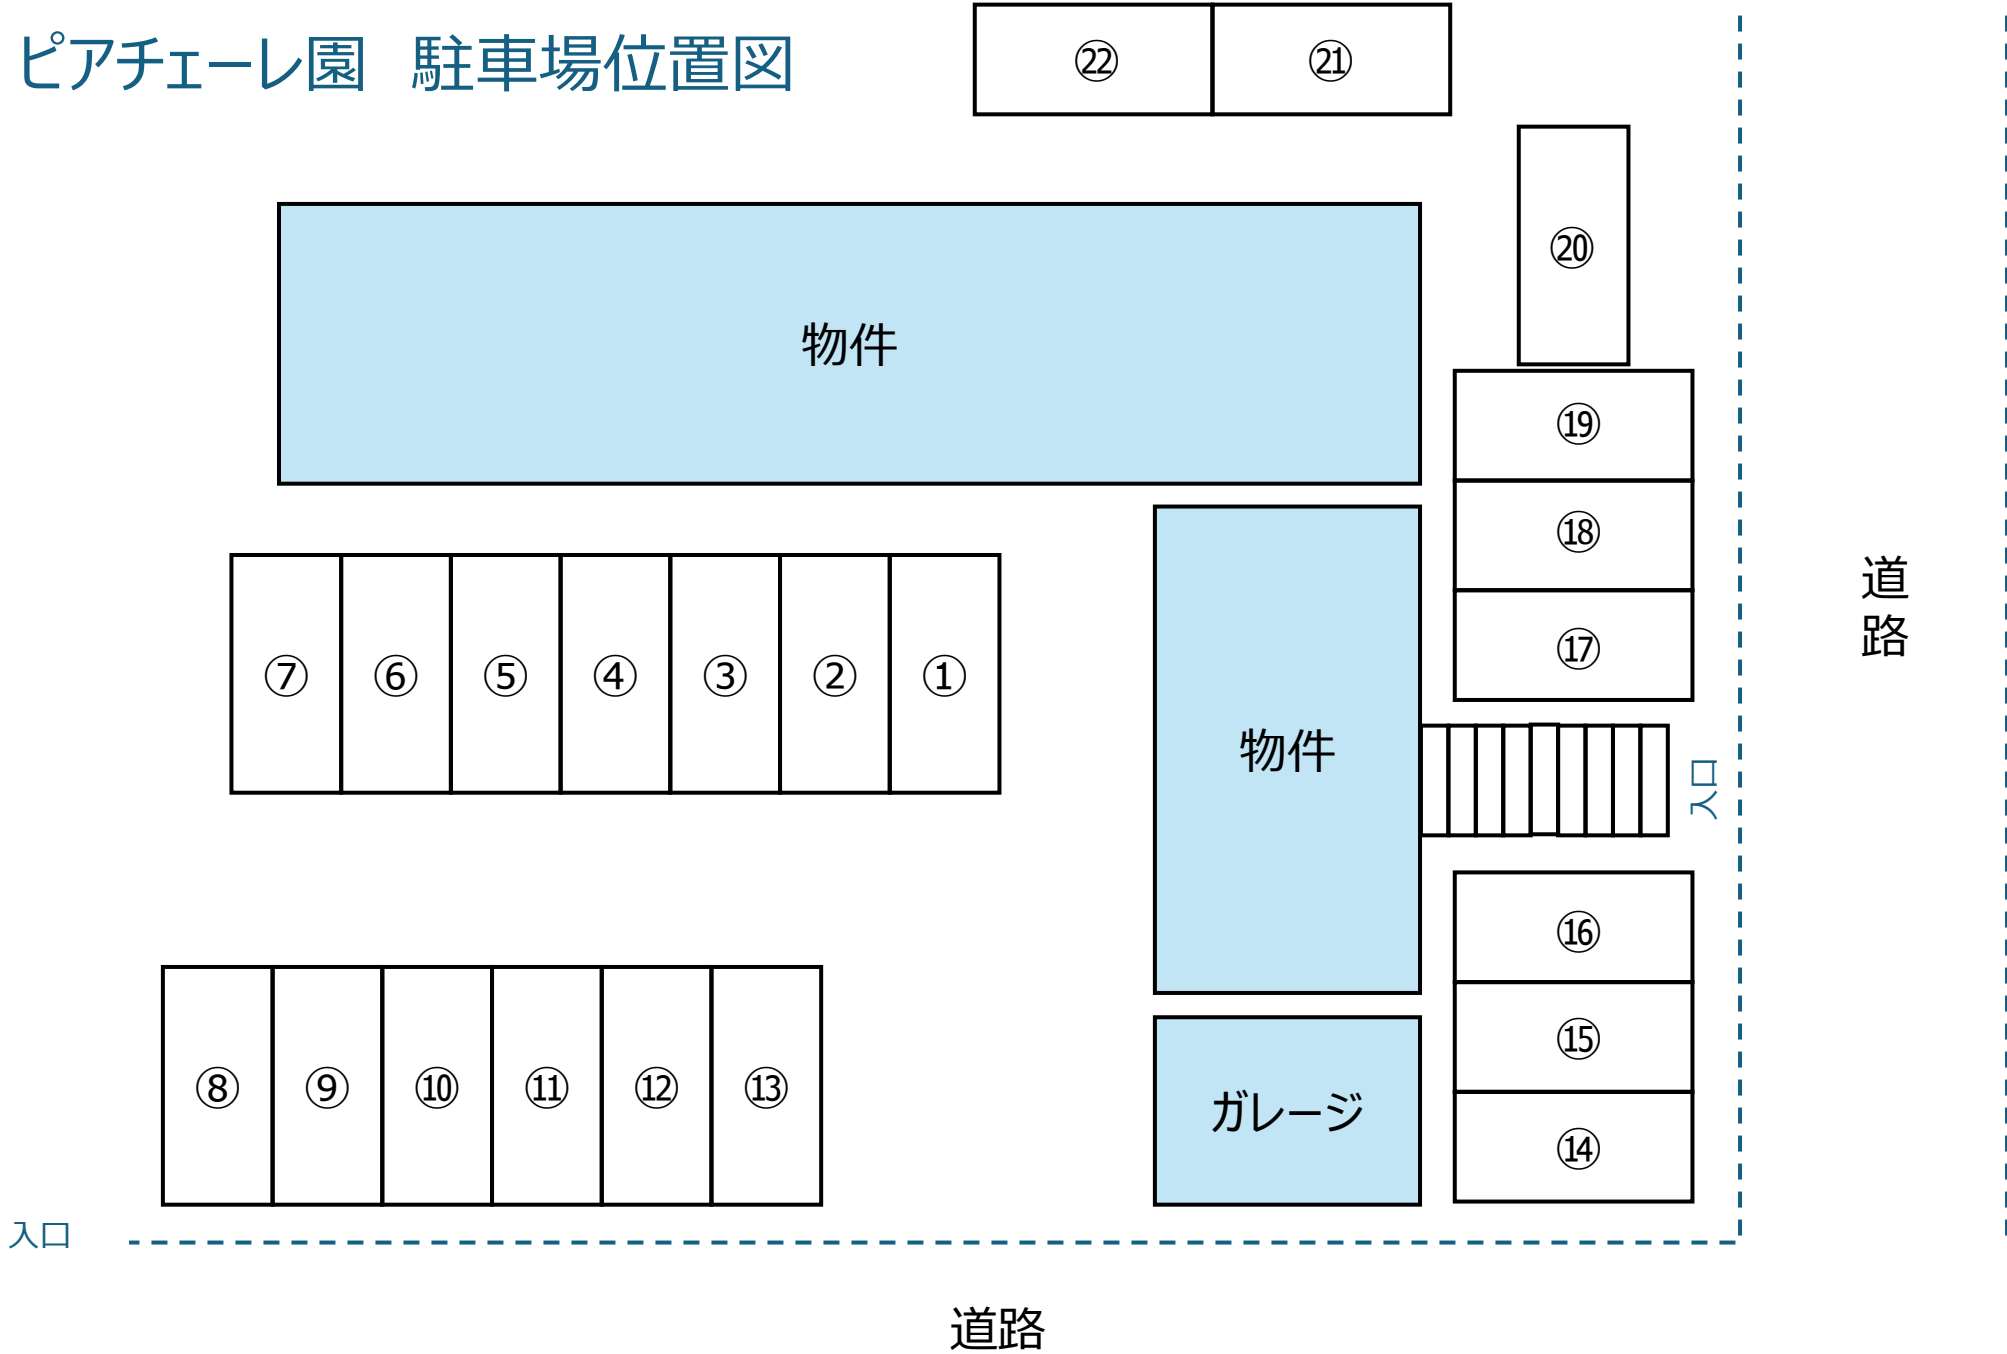 ピアチェーレ園　駐車場位置図
㉒ ㉑
⑳
物件
⑲
⑱
⑰
道路
⑦ ⑥ ⑤ ④ ③ ② ①
物件
入口
⑯
⑮
⑭
⑧ ⑨ ⑩ ⑪ ⑫ ⑬
ガレージ
入口
道路